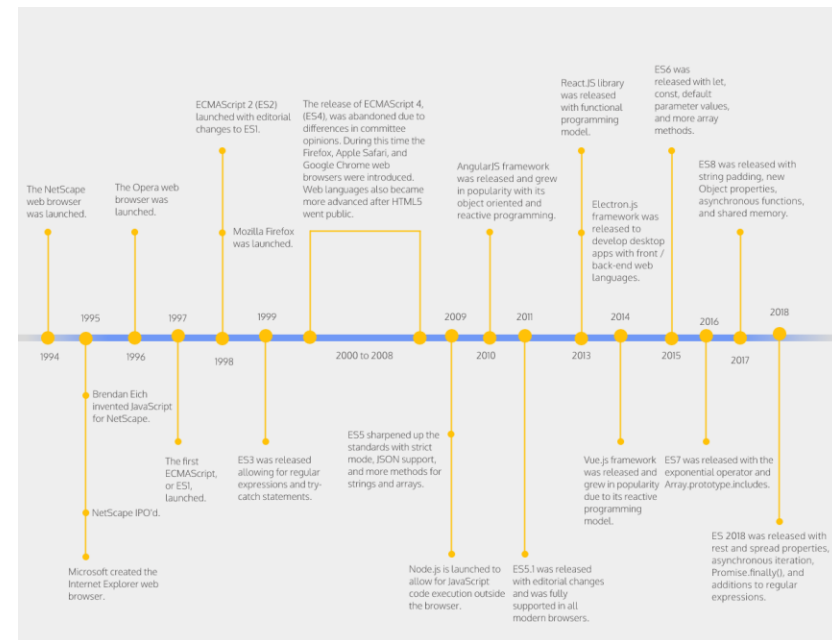 The NetScape
web browser
was launched.
The Opera web
browser was
launched.
ECMAScript 2 (ES2)
launched with editorial
changes to ES1.
Mozilla Firefox
was launched.
The release of ECMAScript 4,
(ES4), was abandoned due to
differences in committee
opinions. During this time the
Firefox, Apple Safari, and
Google Chrome web
browsers were introduced.
Web languages also became
more advanced after HTML5
went public.
AngularJS framework
was released and grew
in popularity with its
object oriented and
reactive programming.
ReactJS library
was released
with functional
programming
model.
Electron.js
framework was
released to
develop desktop
apps with front /
back-end web
languages.
ES6 was
released with let,
const, default
parameter values,
and more array
methods.
ES8 was released with
string padding, new
Object properties,
asynchronous functions,
and shared memory.
1994
1995
1996
1997
1998
1999
2000 to 2008
2009
2010
2011
2013
2014
2015
2016
2017
2018
Brendan Eich
invented JavaScript
for NetScape.
NetScape IPO'd.
Microsoft created the
Internet Explorer web
browser.
The first
ECMAScript,
or ES1,
launched.
ES3 was released
allowing for regular
expressions and try-
catch statements.
ES5 sharpened up the
standards with strict
mode, JSON support,
and more methods for
strings and arrays.
Node.js is launched to
allow for JavaScript
code execution outside
the browser.
ES5.1 was released
with editorial changes
and was fully
supported in all
modern browsers.
Vue.js framework
was released and
grew in popularity
due to its reactive
programming
model.
ES7 was released with the
exponential operator and
Array.prototype.includes.
ES 2018 was released with
rest and spread properties,
asynchronous iteration,
Promise.finally(), and
additions to regular
expressions.